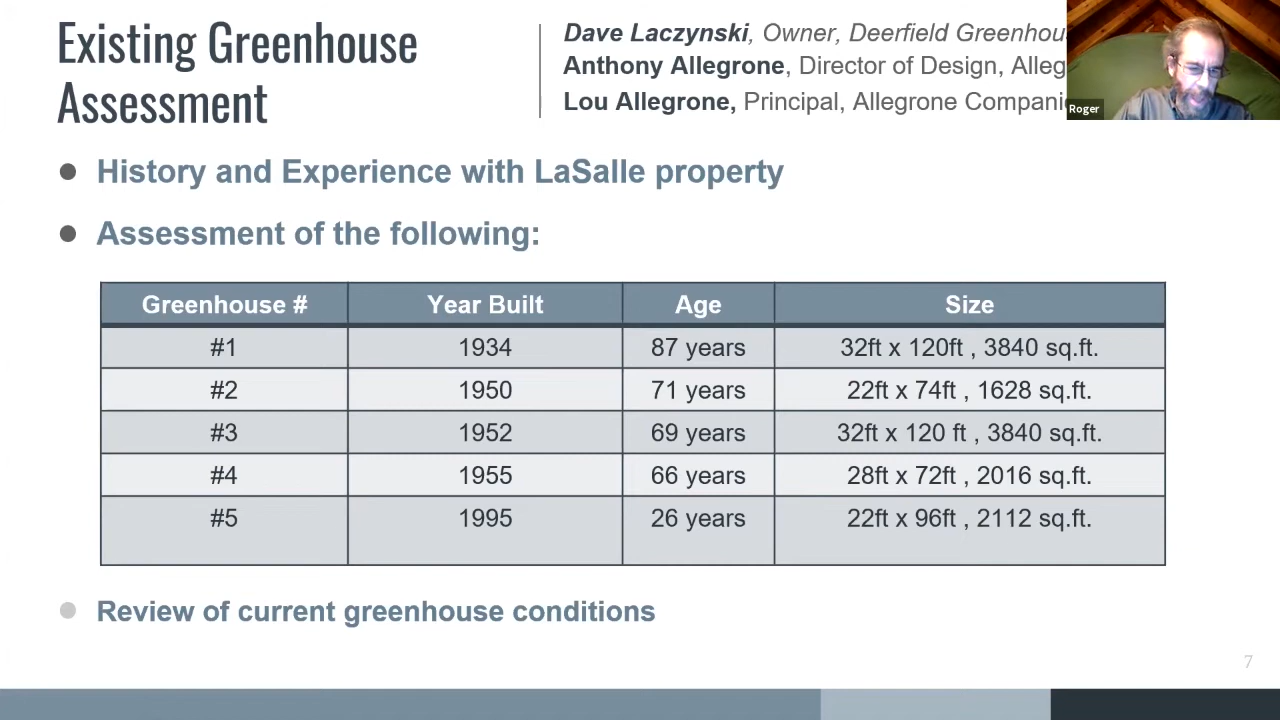 Existing Greenhouse
Assessment
Dave Laczynski, Owner, Deerfield
Anthony Allegrone, Director of Design,
Lou Allegrone, Principal, Allegrone
Roger
● History and Experience with LaSalle property
● Assessment of the following:
Greenhouse # Year Built Age Size
#1 1934 87 years 32ft x 120ft , 3840 sq.ft.
#2 1950 71 years 22ft x 74ft , 1628 sq.ft.
#3 1952 69 years 32ft x 120 ft , 3840 sq.ft.
#4 1955 66 years 28ft x 72ft , 2016 sq.ft.
#5 1995 26 years 22ft x 96ft , 2112 sq.ft.
● Review of current greenhouse conditions
7